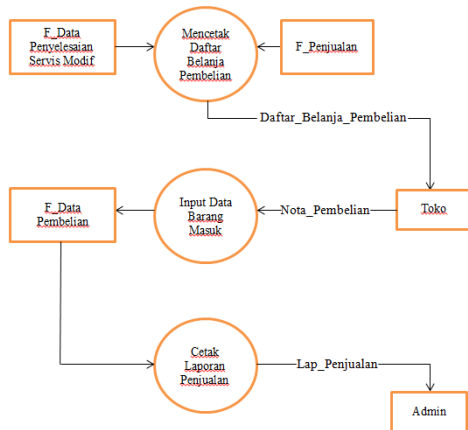 F_Data
Penyelesaian
Servis Modif
Mencetak
Daftar
Belanja
Pembelian
F_Penjualan
Daftar_Belanja_Pembelian
F_Data
Pembelian
Input Data
Barang
Masuk
Nota_Pembelian
Toko
Cetak
Laporan
Penjualan
Lap_Penjualan
Admin